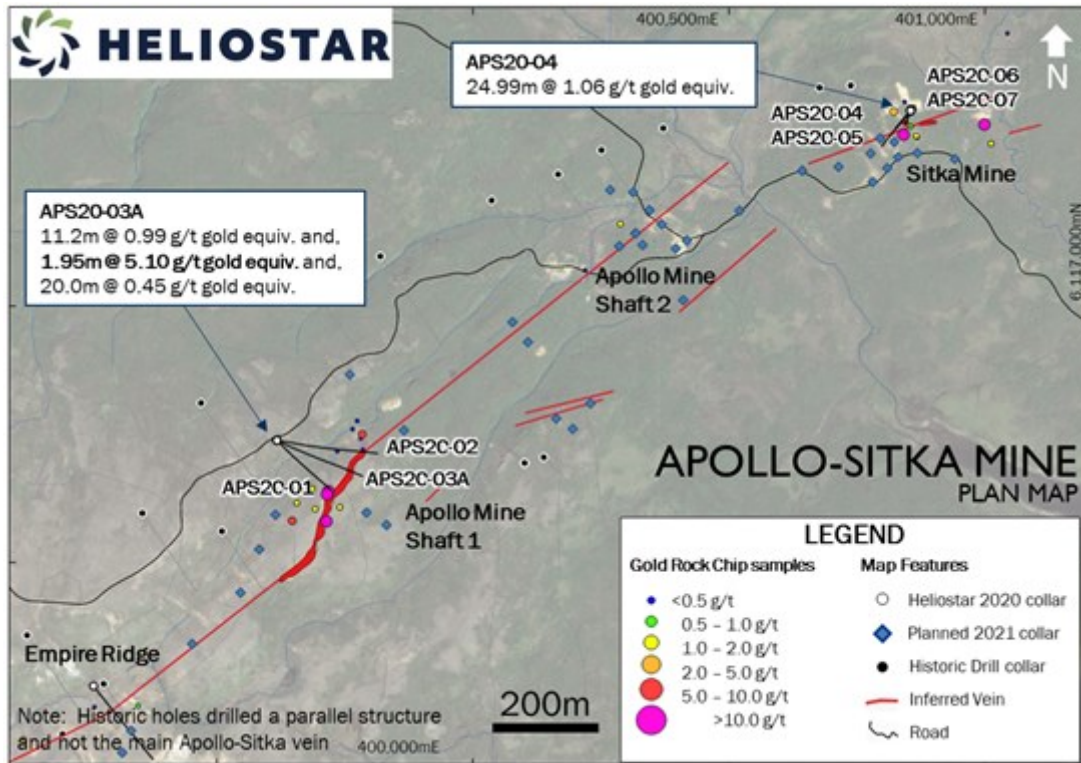 HELIOSTAR
400,500mE
401,000mE
N
APS20-04
24.99m @ 1.06 g/t gold equiv.
APS20-06
APS20-07
APS20-04
APS20-05
Sitka Mine
6,117,000mN
APS20-03A
11.2m @ 0.99 g/t gold equiv. and,
1.95m @ 5.10 g/t gold equiv. and,
20.0m @ 0.45 g/t gold equiv.
Apollo Mine
Shaft 2
APS20-02
APS20-03A
APS20-01
Apollo Mine
Shaft 1
APOLLO-SITKA MINE
PLAN MAP
Empire Ridge
Note: Historic holes drilled a parallel structure
and not the main Apollo-Sitka vein
400,000mE
200m
LEGEND
Gold Rock Chip samples
<0.5 g/t
0.5 – 1.0 g/t
1.0 – 2.0 g/t
2.0 – 5.0 g/t
5.0 – 10.0 g/t
>10.0 g/t
Map Features
Heliostar 2020 collar
Planned 2021 collar
Historic Drill collar
Inferred Vein
Road